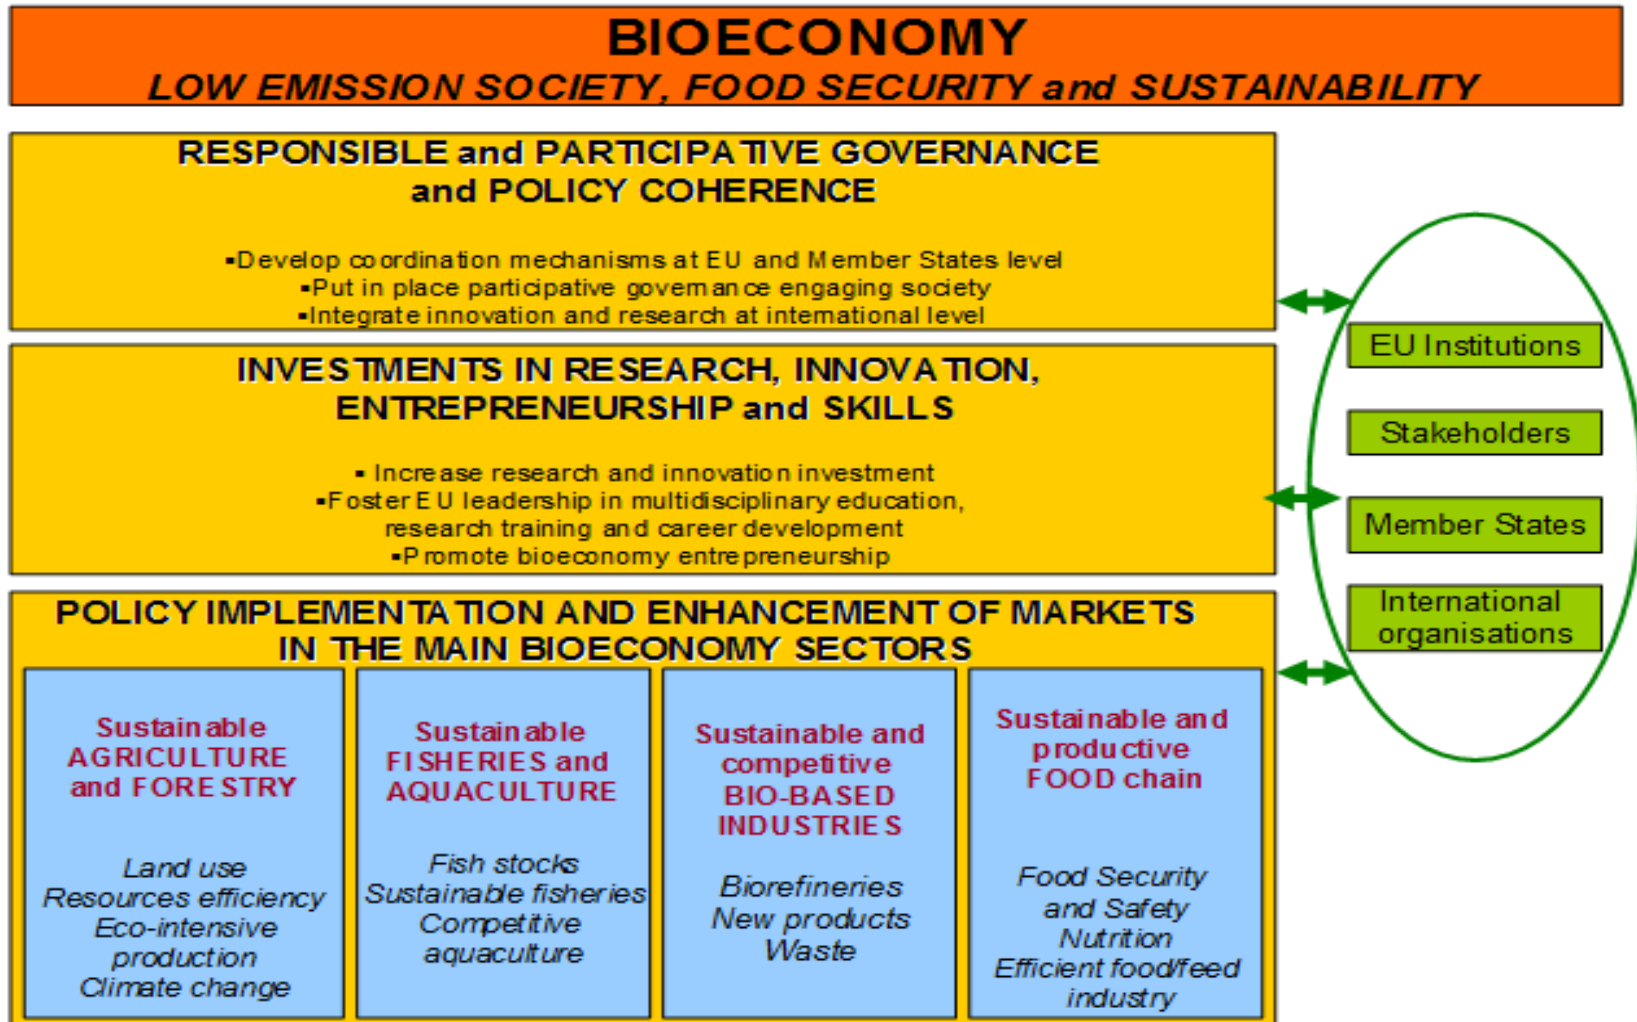 BIOECONOMY
LOW EMISSION SOCIETY, FOOD SECURITY and SUSTAINABILITY
RESPONSIBLE and PARTICIPATIVE GOVERNANCE
and POLICY COHERENCE
▪Develop coordination mechanisms at EU and Member States level
▪Put in place participative governance engaging society
▪Integrate innovation and research at international level
INVESTMENTS IN RESEARCH, INNOVATION,
ENTREPRENEURSHIP and SKILLS
▪ Increase research and innovation investment
▪Foster EU leadership in multidisciplinary education,
research training and career development
▪Promote bioeconomy entrepreneurship
POLICY IMPLEMENTATION AND ENHANCEMENT OF MARKETS
IN THE MAIN BIOECONOMY SECTORS
Sustainable
AGRICULTURE
and FORESTRY
Land use
Resources efficiency
Eco-intensive
production
Climate change
Sustainable
FISHERIES and
AQUACULTURE
Fish stocks
Sustainable fisheries
Competitive
aquaculture
Sustainable and
competitive
BIO-BASED
INDUSTRIES
Biorefineries
New products
Waste
Sustainable and
productive
FOOD chain
Food Security
and Safety
Nutrition
Efficient food/feed
industry
EU Institutions
Stakeholders
Member States
International
organisations